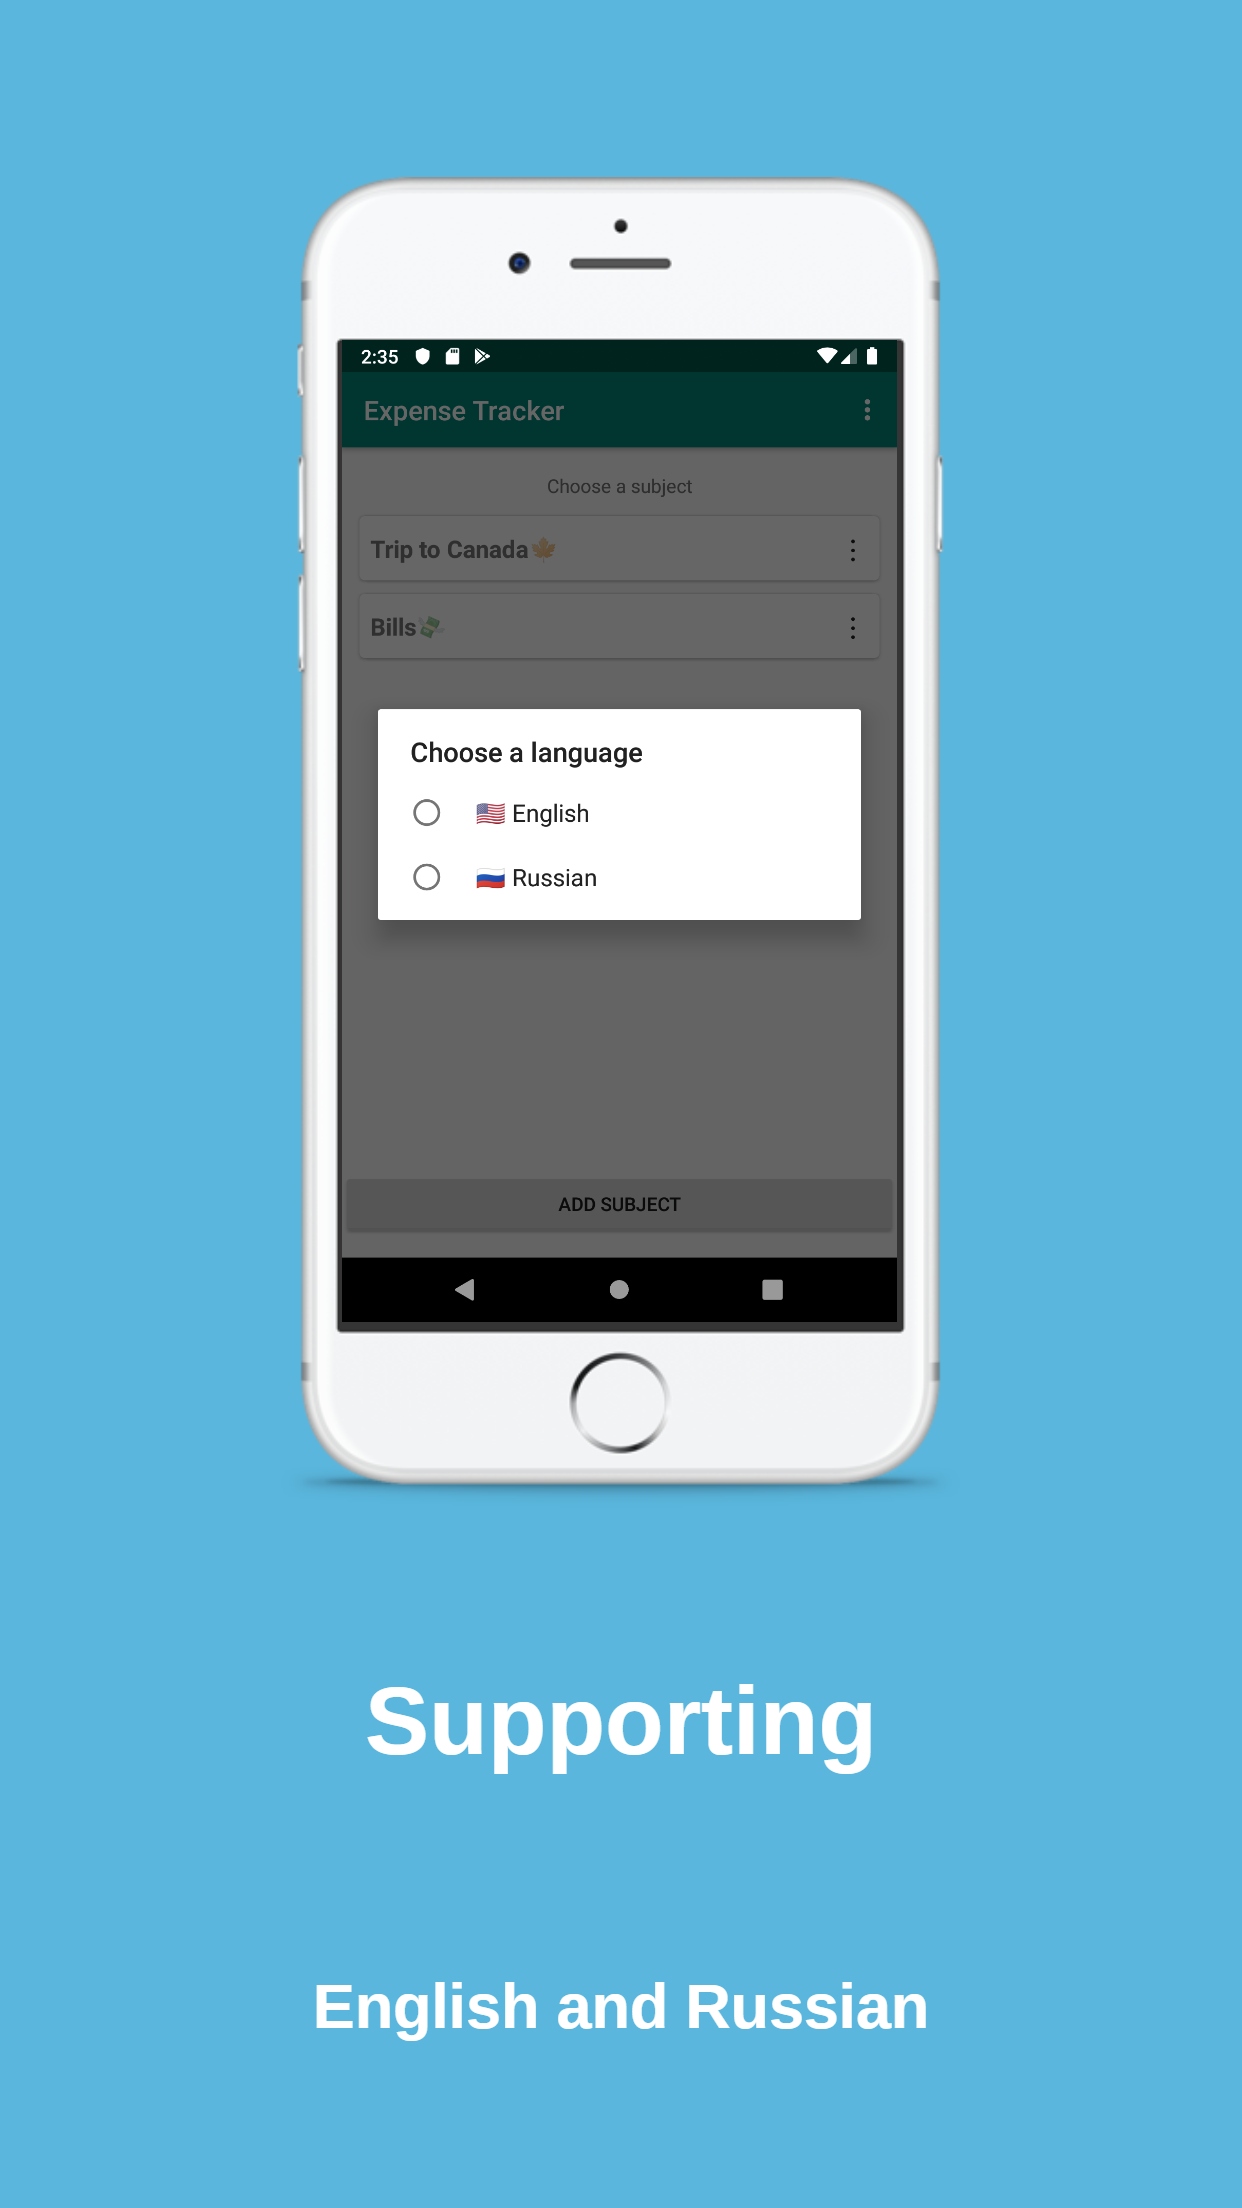 2:35
Expense Tracker
Choose a subject
Trip to Canada🍁
Bills💸
Choose a language
🇺🇸 English
🇷🇺 Russian
ADD SUBJECT
Supporting
English and Russian